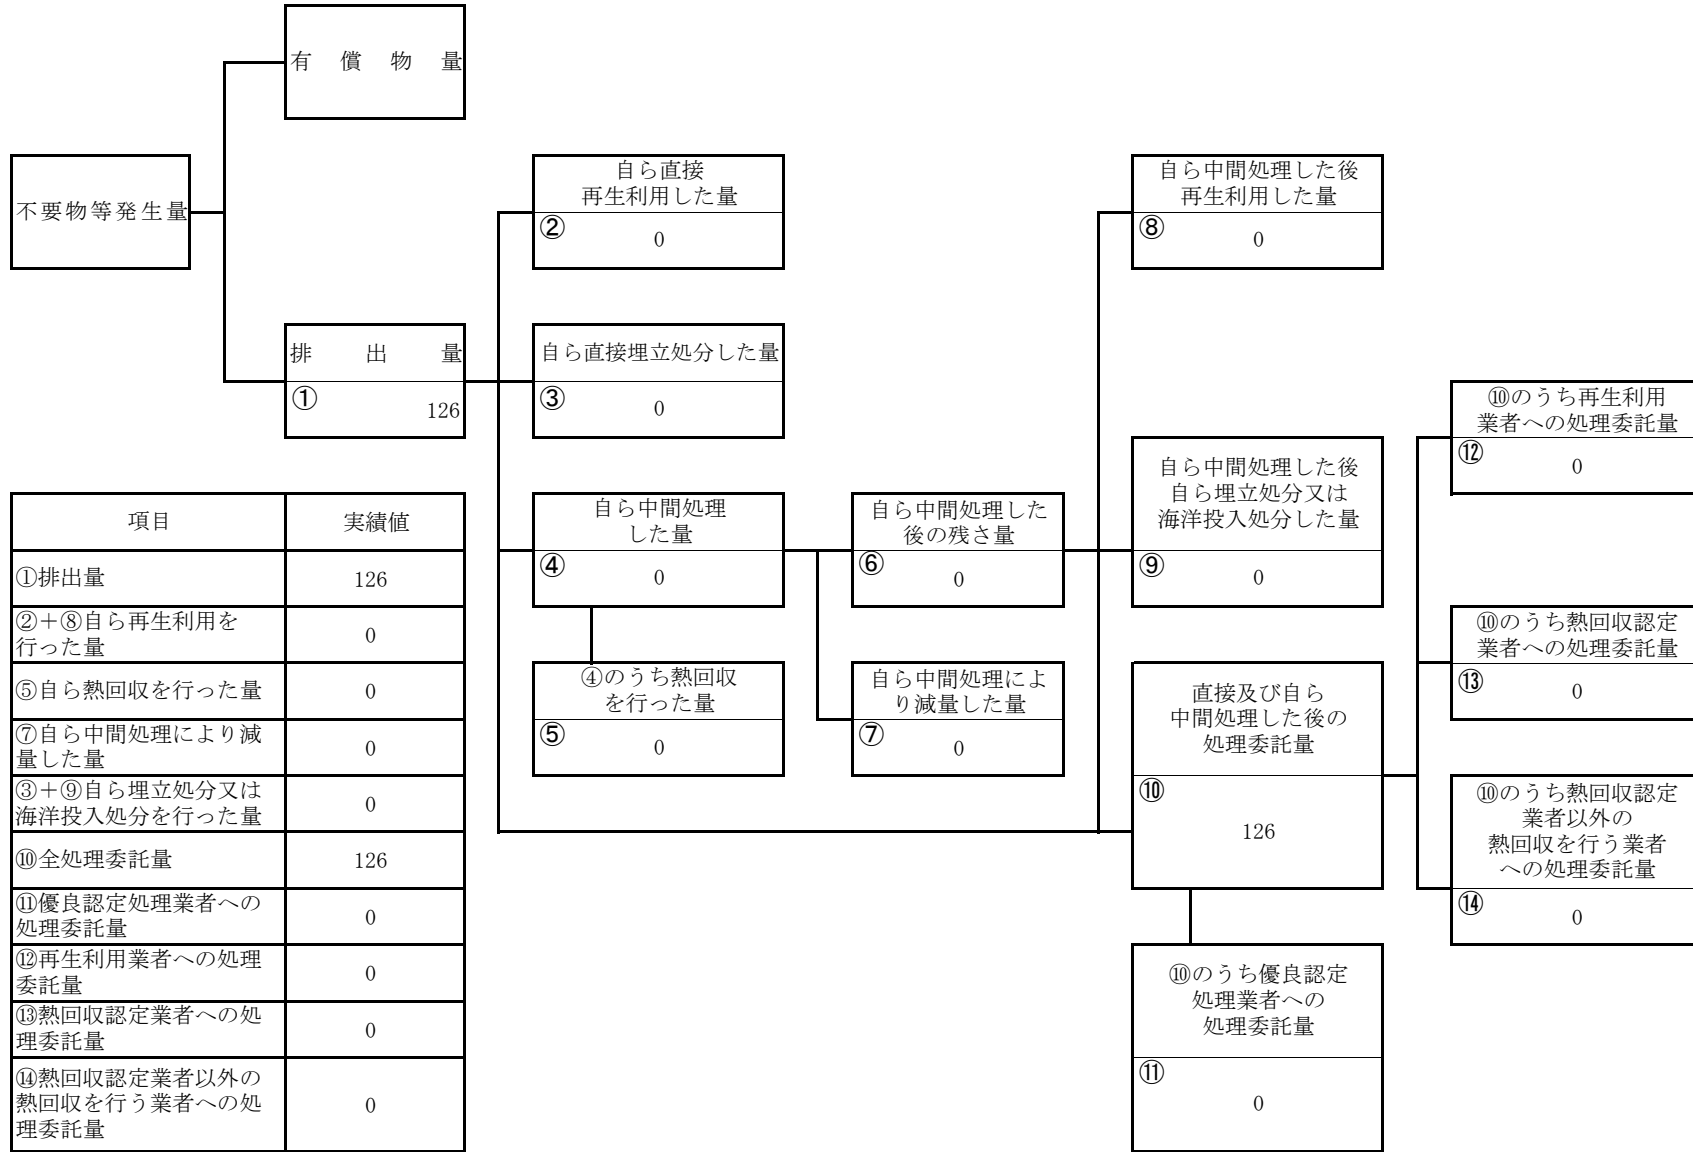 有償物量
不要物等発生量
排出量
①
126
自ら直接
再生利用した量
②
0
自ら直接埋立処分した量
③
0
自ら中間処理
した量
④
0
④のうち熱回収
を行った量
⑤
0
自ら中間処理した
後の残さ量
⑥
0
自ら中間処理によ
り減量した量
⑦
0
自ら中間処理した後
再生利用した量
⑧
0
自ら中間処理した後
自ら埋立処分又は
海洋投入処分した量
⑨
0
直接及び自ら
中間処理した後の
処理委託量
⑩
126
⑩のうち優良認定
処理業者への
処理委託量
⑪
0
⑩のうち再生利用
業者への処理委託量
⑫
0
⑩のうち熱回収認定
業者への処理委託量
⑬
0
⑩のうち熱回収認定
業者以外の
熱回収を行う業者
への処理委託量
⑭
0
項目 実績値
①排出量 126
②＋⑧自ら再生利用を
行った量 0
⑤自ら熱回収を行った量 0
⑦自ら中間処理により減
量した量 0
③＋⑨自ら埋立処分又は
海洋投入処分を行った量 0
⑩全処理委託量 126
⑪優良認定処理業者への
処理委託量 0
⑫再生利用業者への処理
委託量 0
⑬熱回収認定業者への処
理委託量 0
⑭熱回収認定業者以外の
熱回収を行う業者への処
理委託量 0